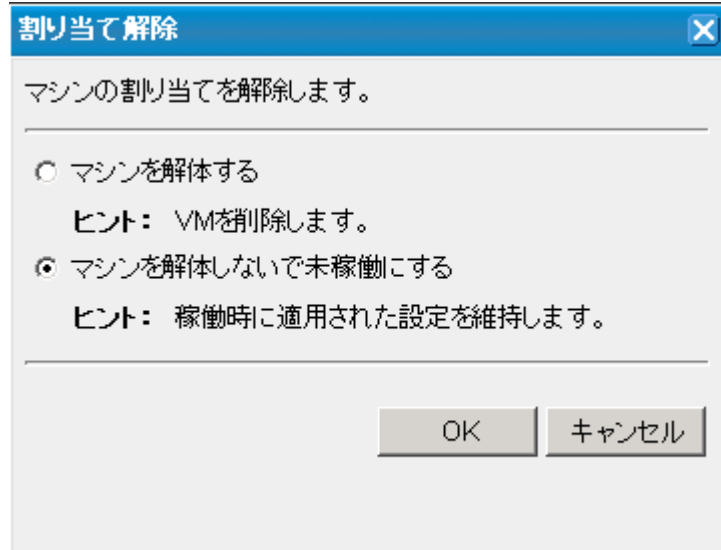 割り当て解除
マシンの割り当てを解除します。
マシンを解体する
ヒント： VMを削除します。
マシンを解体しないで未稼働にする
ヒント： 稼働時に適用された設定を維持します。
OK キャンセル